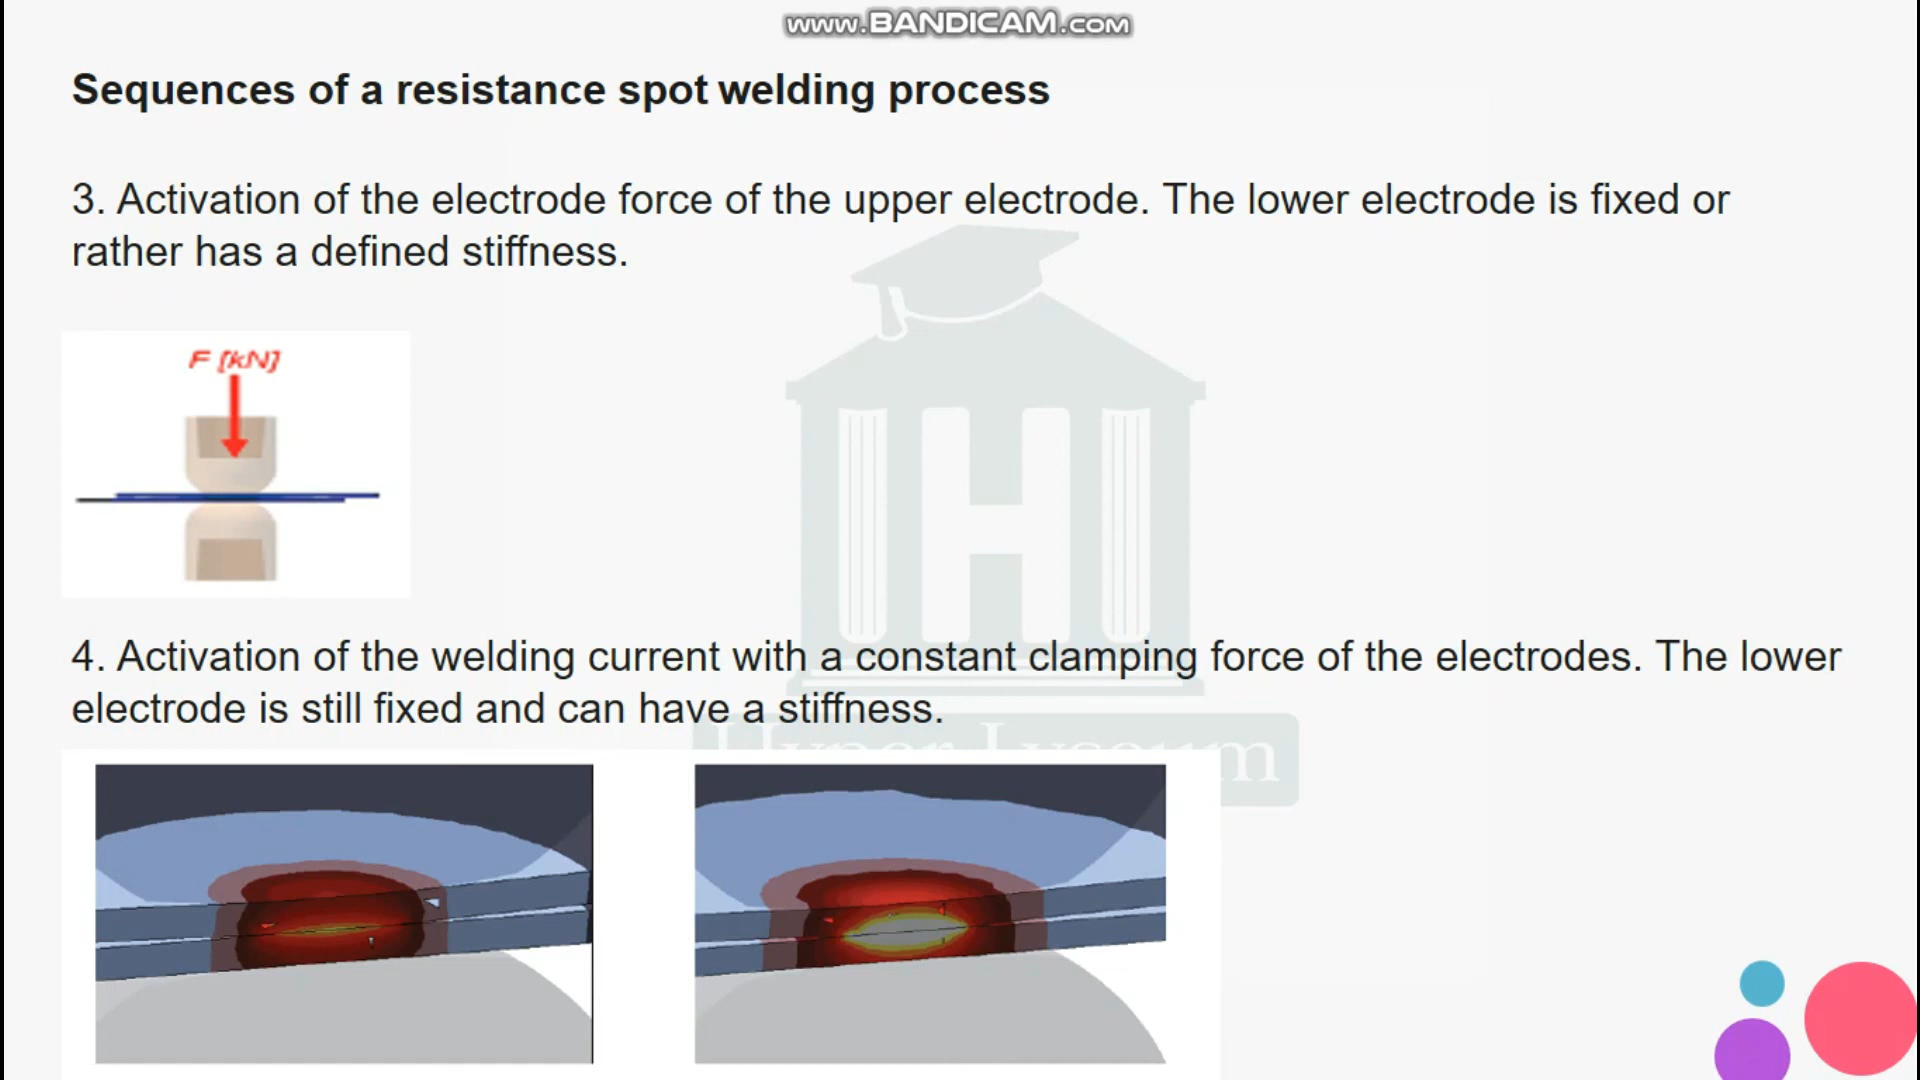 www.BANDICAM.com
Sequences of a resistance spot welding process
3. Activation of the electrode force of the upper electrode. The lower electrode is fixed or
rather has a defined stiffness.
F [kN]
H
4. Activation of the welding current with a constant clamping force of the electrodes. The lower
electrode is still fixed and can have a stiffness.
Hyper Lyceum